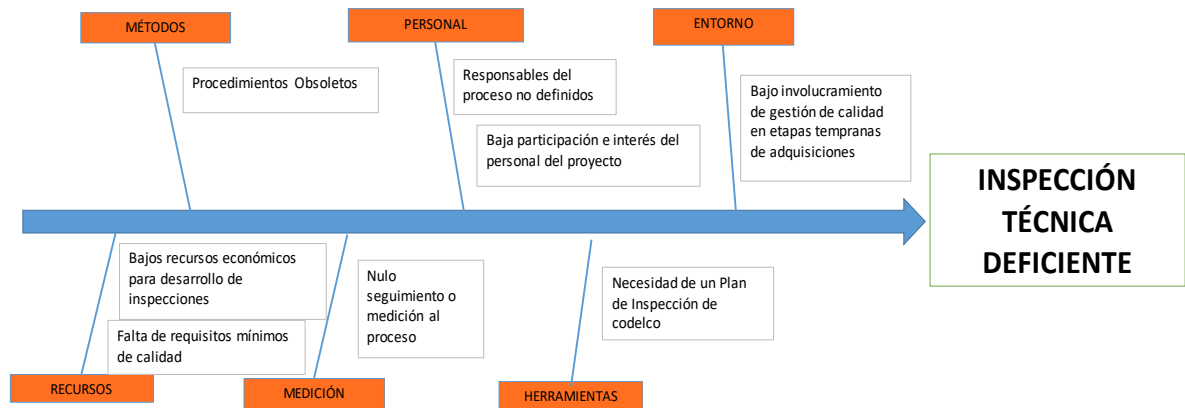 MÉTODOS
PERSONAL
ENTORNO
Procedimientos Obsoletos
Responsables del
proceso no definidos
Baja participación e interés del
personal del proyecto
Bajo involucramiento
de gestión de calidad
en etapas tempranas
de adquisiciones
INSPECCIÓN
TÉCNICA
DEFICIENTE
Bajos recursos económicos
para desarrollo de
inspecciones
Falta de requisitos mínimos
de calidad
Nulo
seguimiento o
medición al
proceso
Necesidad de un Plan
de Inspección de
codelco
RECURSOS
MEDICIÓN
HERRAMIENTAS